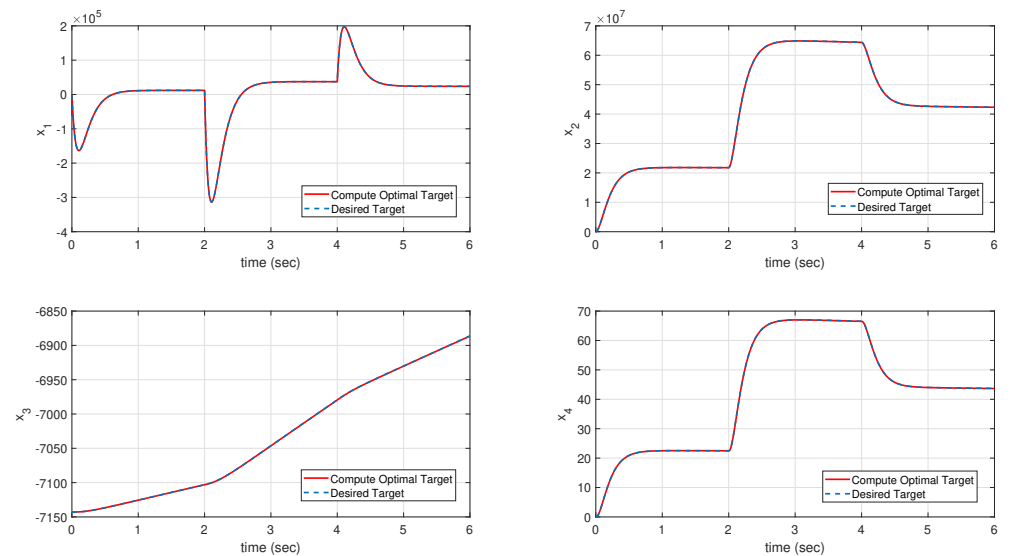 ×10⁵
2
1
0
-1
-2
-3
-4
x₁
0 1 2 3 4 5 6
time (sec)
Compute Optimal Target
Desired Target
×10⁷
7
6
5
4
3
2
1
0
x₂
0 1 2 3 4 5 6
time (sec)
Compute Optimal Target
Desired Target
-6850
-6900
-6950
-7000
-7050
-7100
-7150
x₃
0 1 2 3 4 5 6
time (sec)
Compute Optimal Target
Desired Target
70
60
50
40
30
20
10
0
x₄
0 1 2 3 4 5 6
time (sec)
Compute Optimal Target
Desired Target